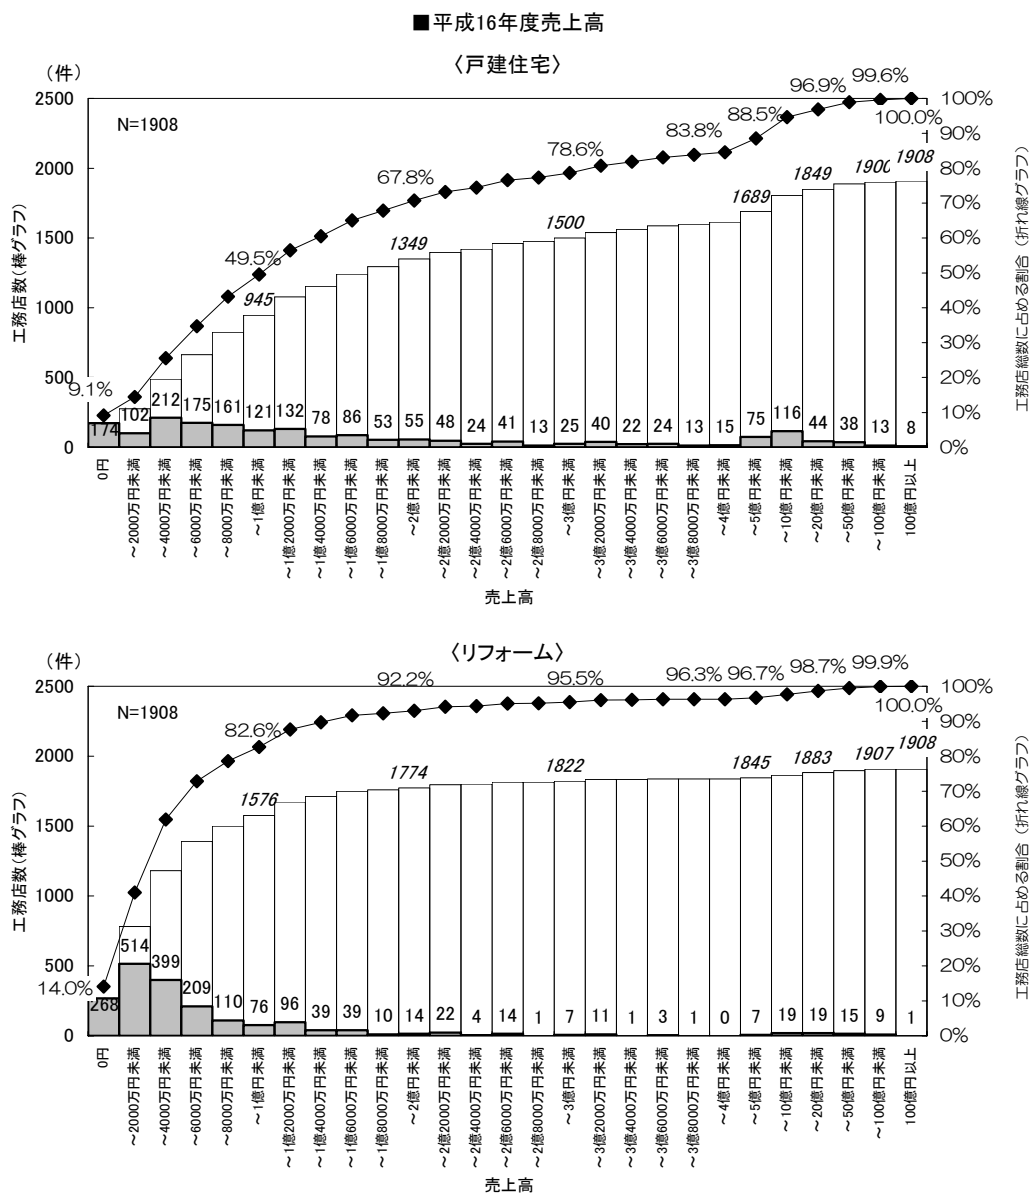 ■平成16年度売上高
〈戸建住宅〉
（件）
N=1908
工務店数（棒グラフ）
2500
2000
1500
1000
500
0
9.1%
49.5%
67.8%
78.6%
83.8%
88.5%
96.9%
99.6%
100.0%
1
945
1349
1500
1689
1849
1900
1908
174 102 212 175 161 121 132 78 86 53 55 48 24 41 13 25 40 22 24 13 15 75 116 44 38 13 8
100%
90%
80%
70%
60%
50%
40%
30%
20%
10%
0%
工務店総数に占める割合（折れ線グラフ）
0円
～2000万円未満
～4000万円未満
～6000万円未満
～8000万円未満
～1億円未満
～1億2000万円未満
～1億4000万円未満
～1億6000万円未満
～1億8000万円未満
～2億円未満
～2億2000万円未満
～2億4000万円未満
～2億6000万円未満
～2億8000万円未満
～3億円未満
～3億2000万円未満
～3億4000万円未満
～3億6000万円未満
～3億8000万円未満
～4億円未満
～5億円未満
～10億円未満
～20億円未満
～50億円未満
～100億円未満
100億円以上
売上高
〈リフォーム〉
（件）
N=1908
工務店数（棒グラフ）
2500
2000
1500
1000
500
0
14.0%
82.6%
92.2%
95.5%
96.3%
96.7%
98.7%
99.9%
100.0%
1
1576
1774
1822
1845
1883
1907
1908
268 514 399 209 110 76 96 39 39 10 14 22 4 14 1 7 11 1 3 1 0 7 19 19 15 9 1
100%
90%
80%
70%
60%
50%
40%
30%
20%
10%
0%
工務店総数に占める割合（折れ線グラフ）
0円
～2000万円未満
～4000万円未満
～6000万円未満
～8000万円未満
～1億円未満
～1億2000万円未満
～1億4000万円未満
～1億6000万円未満
～1億8000万円未満
～2億円未満
～2億2000万円未満
～2億4000万円未満
～2億6000万円未満
～2億8000万円未満
～3億円未満
～3億2000万円未満
～3億4000万円未満
～3億6000万円未満
～3億8000万円未満
～4億円未満
～5億円未満
～10億円未満
～20億円未満
～50億円未満
～100億円未満
100億円以上
売上高